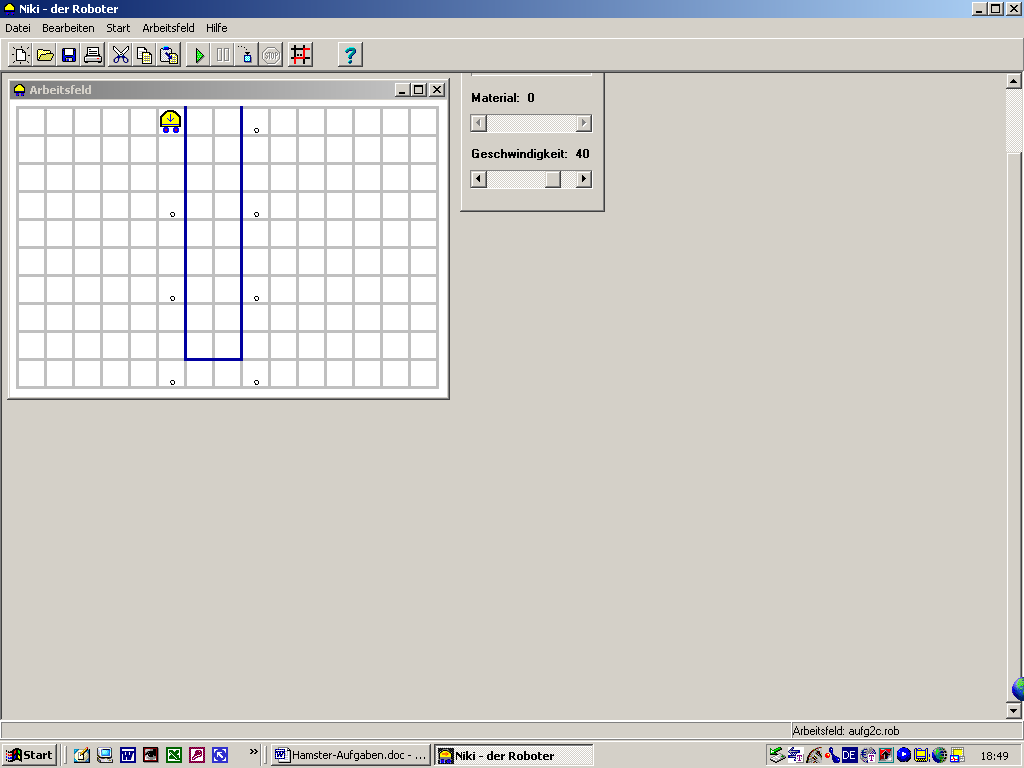 Niki - der Roboter
Datei Bearbeiten Start Arbeitsfeld Hilfe
STOP
?
Arbeitsfeld
Material: 0
Geschwindigkeit: 40
Arbeitsfeld: aufg2c.rob
Start
»
Hamster-Aufgaben.doc - ...
Niki - der Roboter
DE
18:49